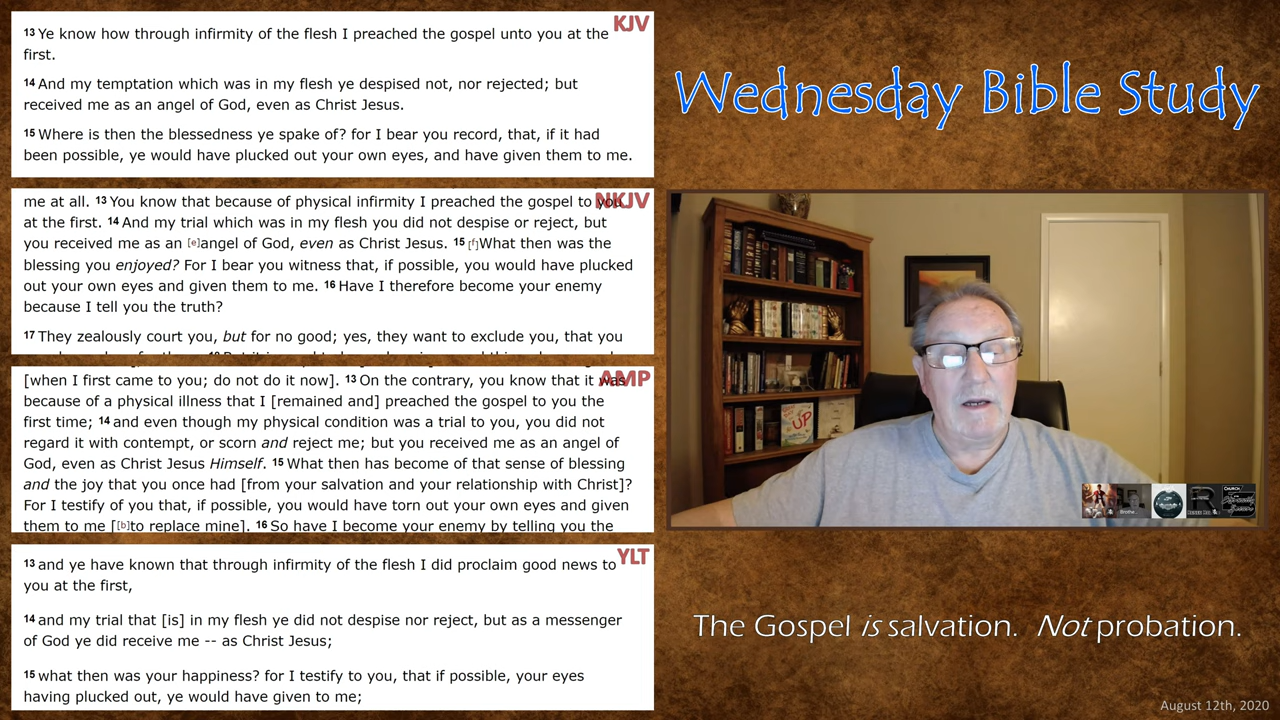 KJV
13 Ye know how through infirmity of the flesh I preached the gospel unto you at the
first.
14 And my temptation which was in my flesh ye despised not, nor rejected; but
received me as an angel of God, even as Christ Jesus.
15 Where is then the blessedness ye spake of? for I bear you record, that, if it had
been possible, ye would have plucked out your own eyes, and have given them to me.
NKJV
me at all. 13 You know that because of physical infirmity I preached the gospel to you
at the first. 14 And my trial which was in my flesh you did not despise or reject, but
you received me as an [e]angel of God, even as Christ Jesus. 15 [f]What then was the
blessing you enjoyed? For I bear you witness that, if possible, you would have plucked
out your own eyes and given them to me. 16 Have I therefore become your enemy
because I tell you the truth?
17 They zealously court you, but for no good; yes, they want to exclude you, that you
AMP
[when I first came to you; do not do it now]. 13 On the contrary, you know that it was
because of a physical illness that I [remained and] preached the gospel to you the
first time; 14 and even though my physical condition was a trial to you, you did not
regard it with contempt, or scorn and reject me; but you received me as an angel of
God, even as Christ Jesus Himself. 15 What then has become of that sense of blessing
and the joy that you once had [from your salvation and your relationship with Christ]?
For I testify of you that, if possible, you would have torn out your own eyes and given
them to me [[b]to replace mine]. 16 So have I become your enemy by telling you the
YLT
13 and ye have known that through infirmity of the flesh I did proclaim good news to
you at the first,
14 and my trial that [is] in my flesh ye did not despise nor reject, but as a messenger
of God ye did receive me -- as Christ Jesus;
15 what then was your happiness? for I testify to you, that if possible, your eyes
having plucked out, ye would have given to me;
Wednesday Bible Study
UP
Brothe
CHURCH
The Gospel is salvation. Not probation.
August 12th, 2020